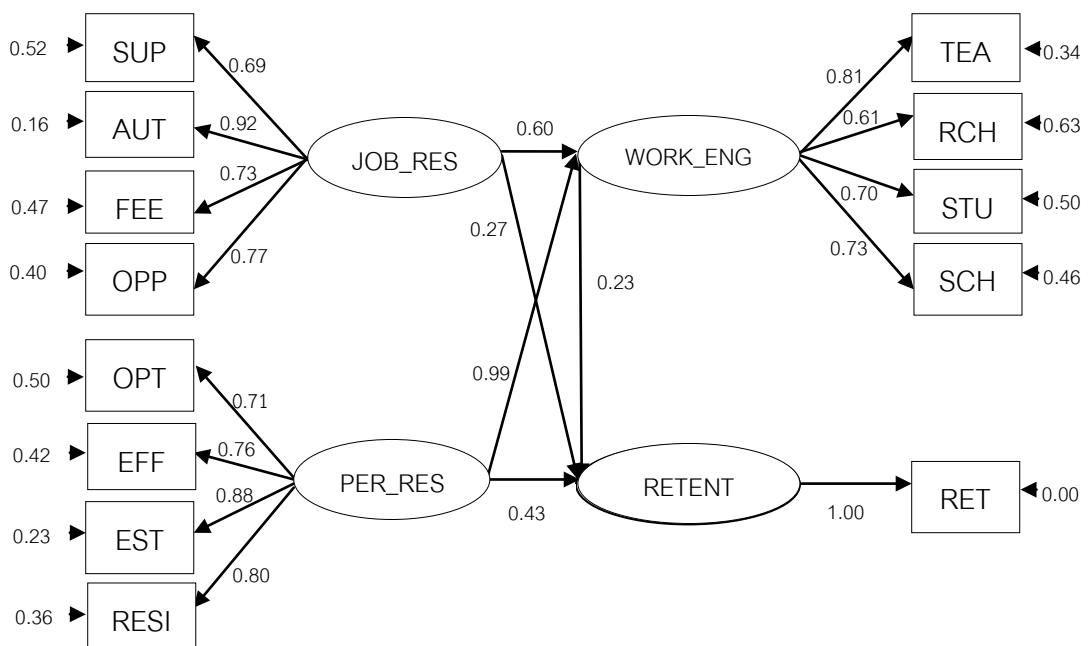 0.52
SUP
0.69
0.16
AUT
0.92
0.47
FEE
0.73
0.40
OPP
0.77
JOB_RES
0.60
0.27
WORK_ENG
0.23
0.81
TEA
0.34
0.61
RCH
0.63
0.70
STU
0.50
0.73
SCH
0.46
0.50
OPT
0.71
0.42
EFF
0.76
0.23
EST
0.88
0.36
RESI
0.80
PER_RES
0.99
0.43
RETENT
1.00
RET
0.00